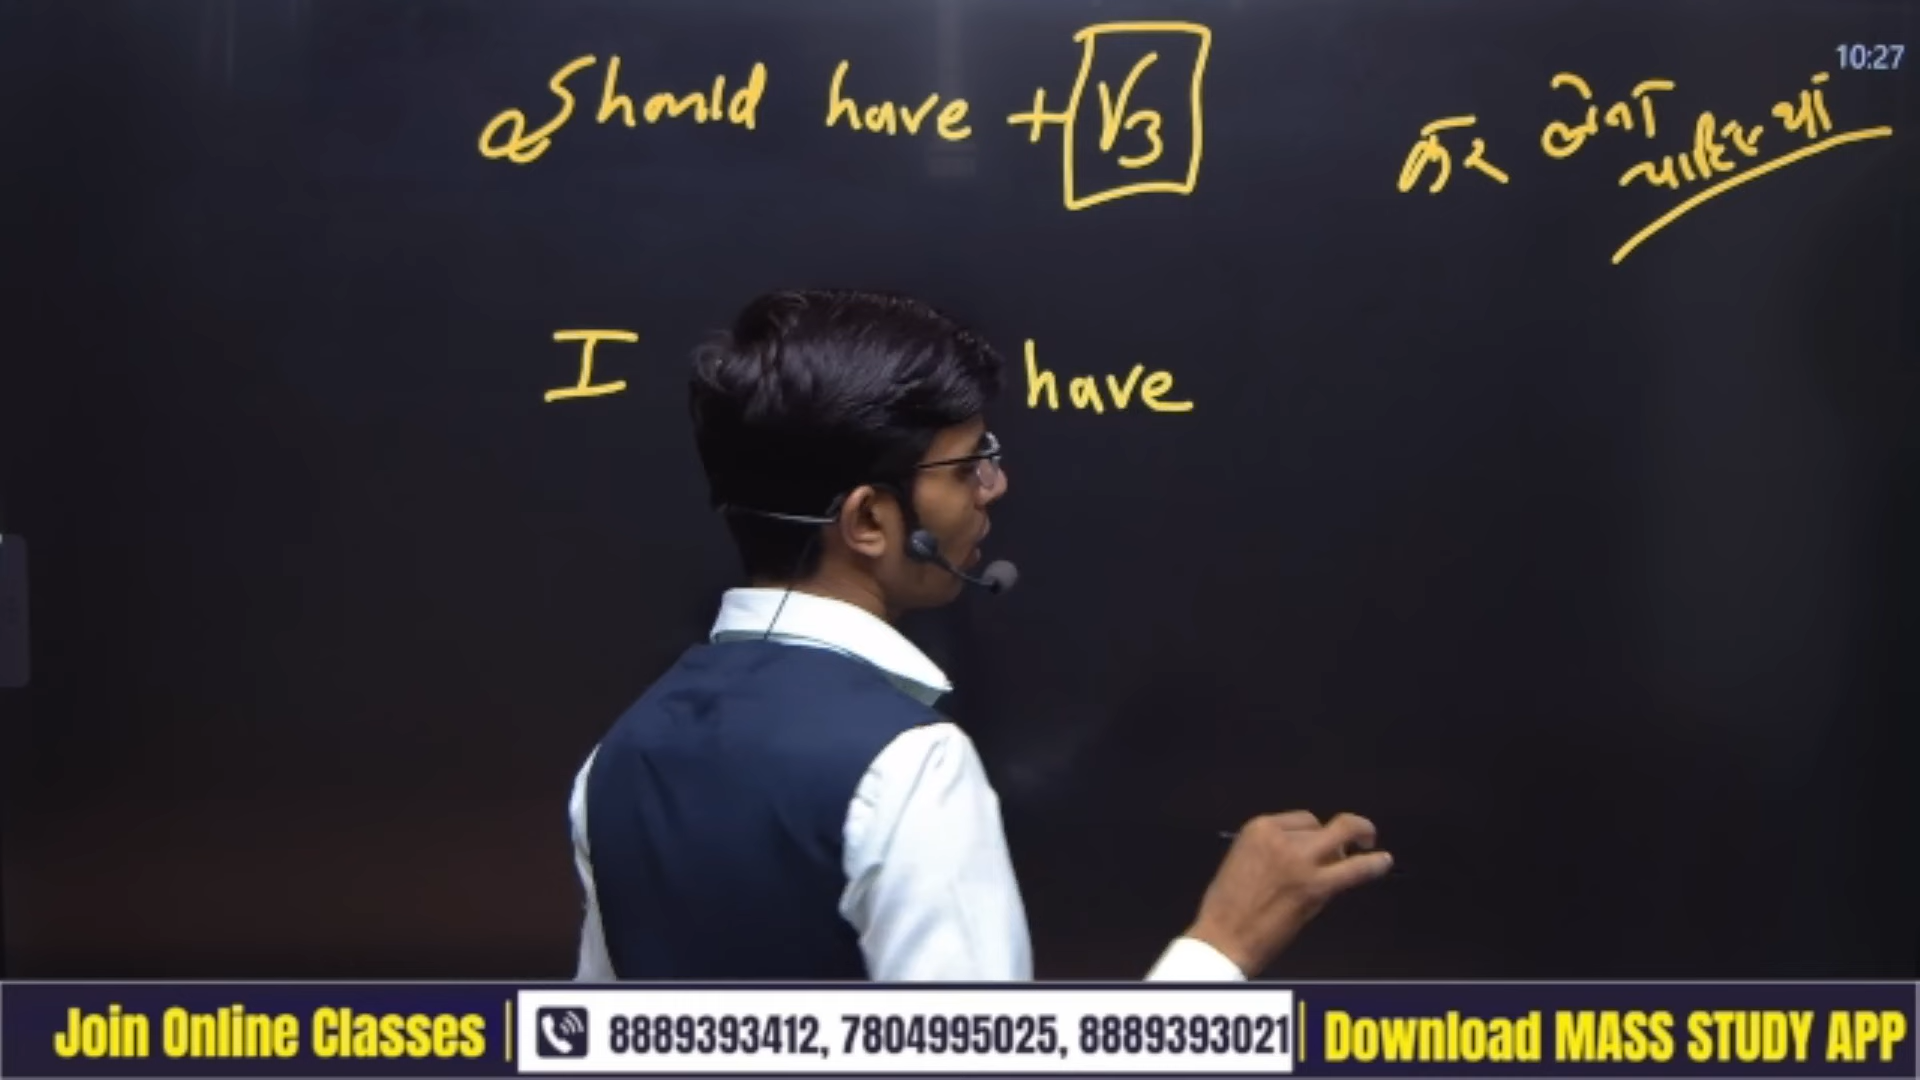 10:27
Should have + V3
कर लेना चाहिए था
I have
Join Online Classes
8889393412, 7804995025, 8889393021
Download MASS STUDY APP